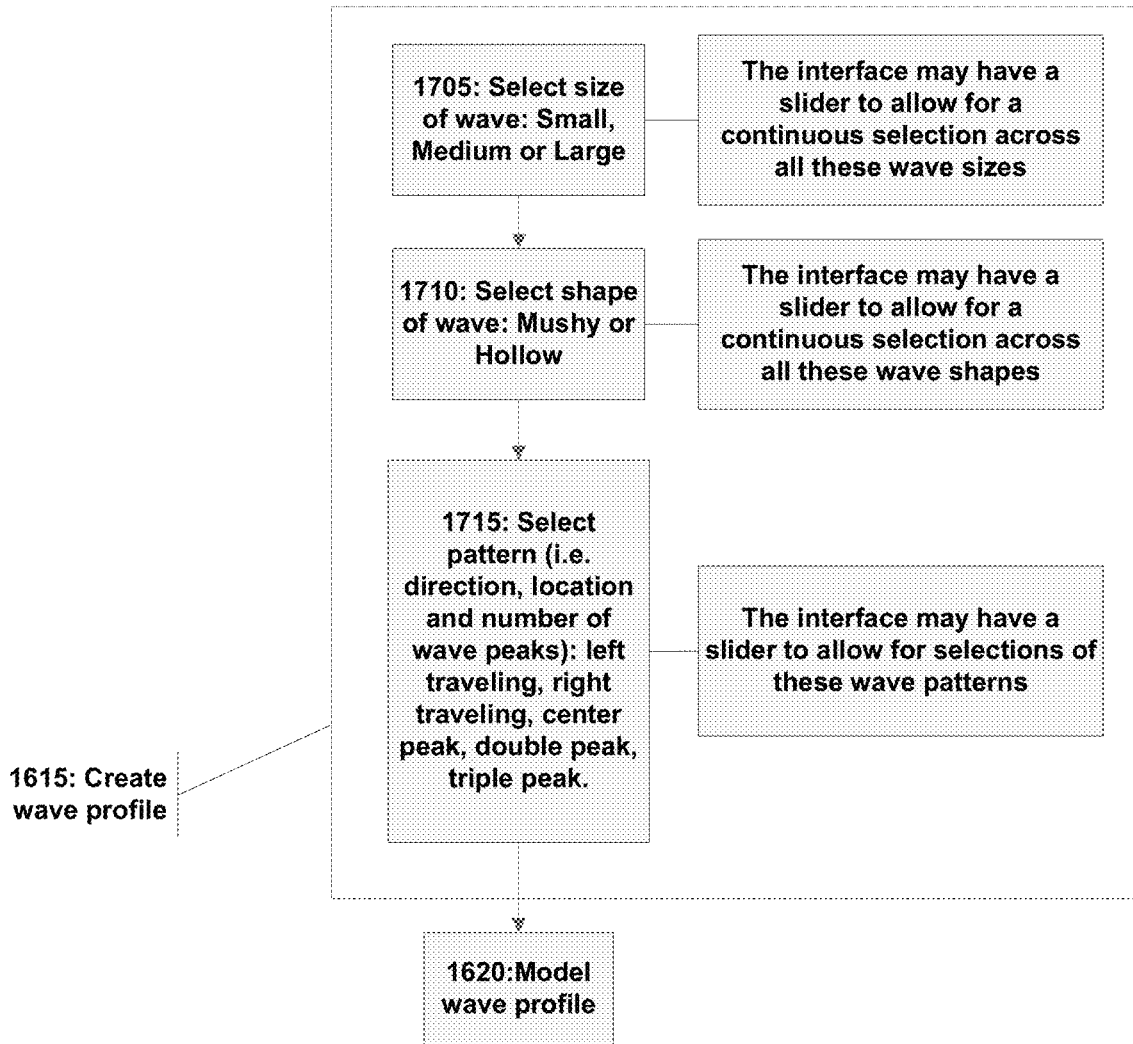 1705: Select size
of wave: Small,
Medium or Large
The interface may have a
slider to allow for a
continuous selection across
all these wave sizes
1710: Select shape
of wave: Mushy or
Hollow
The interface may have a
slider to allow for a
continuous selection across
all these wave shapes
1715: Select
pattern (i.e.
direction, location
and number of
wave peaks): left
traveling, right
traveling, center
peak, double peak,
triple peak.
The interface may have a
slider to allow for selections of
these wave patterns
1615: Create
wave profile
1620:Model
wave profile